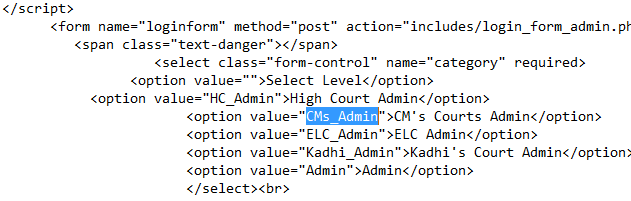 </script>
<form name="loginform" method="post" action="includes/login_form_admin.ph
<span class="text-danger"></span>
<select class="form-control" name="category" required>
<option value="">Select Level</option>
<option value="HC_Admin">High Court Admin</option>
<option value="CMs_Admin">CM's Courts Admin</option>
<option value="ELC_Admin">ELC Admin</option>
<option value="Kadhi_Admin">Kadhi's Court Admin</option>
<option value="Admin">Admin</option>
</select><br>